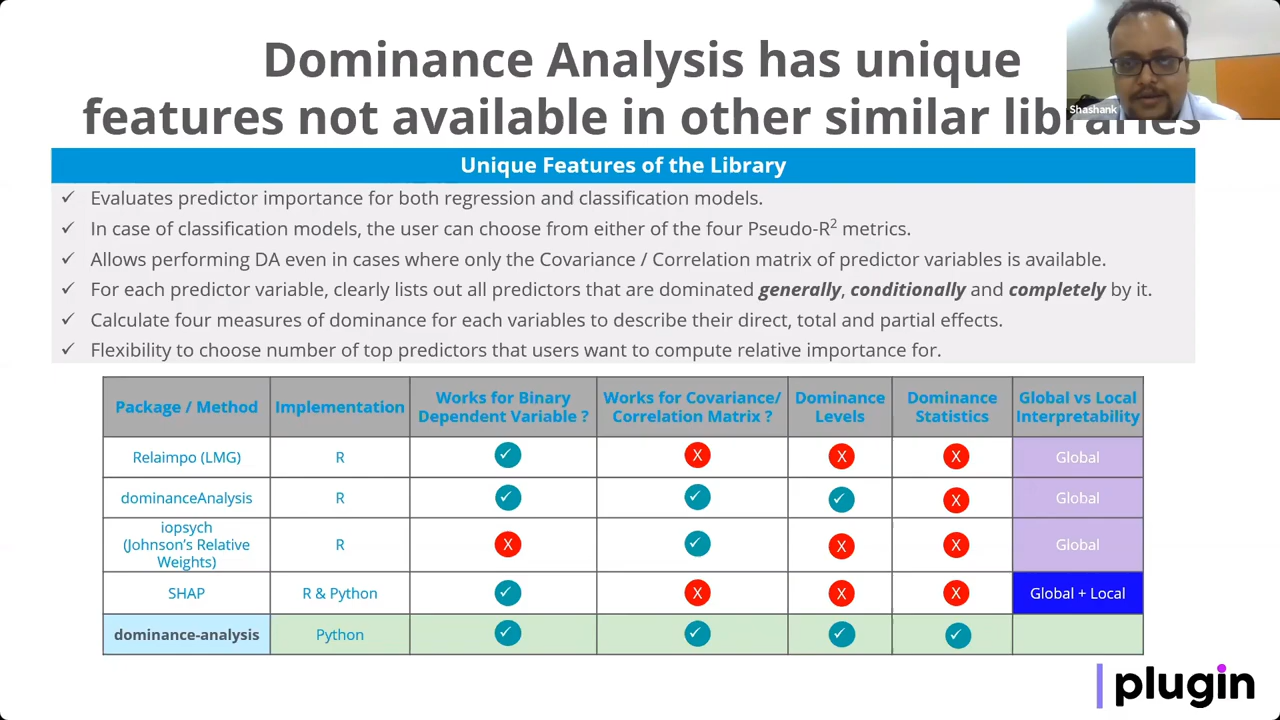 Dominance Analysis has unique
features not available in other similar libraries
Shashank
Unique Features of the Library
✓ Evaluates predictor importance for both regression and classification models.
✓ In case of classification models, the user can choose from either of the four Pseudo-R² metrics.
✓ Allows performing DA even in cases where only the Covariance / Correlation matrix of predictor variables is available.
✓ For each predictor variable, clearly lists out all predictors that are dominated generally, conditionally and completely by it.
✓ Calculate four measures of dominance for each variables to describe their direct, total and partial effects.
✓ Flexibility to choose number of top predictors that users want to compute relative importance for.
Package / Method Implementation Works for Binary Dependent Variable ? Works for Covariance/ Correlation Matrix ? Dominance Levels Dominance Statistics Global vs Local Interpretability
Relaimpo (LMG) R ✓ X X X Global
dominanceAnalysis R ✓ ✓ ✓ X Global
iopsych
(Johnson's Relative
Weights) R X ✓ X X Global
SHAP R & Python ✓ X X X Global + Local
dominance-analysis Python ✓ ✓ ✓ ✓
plugin